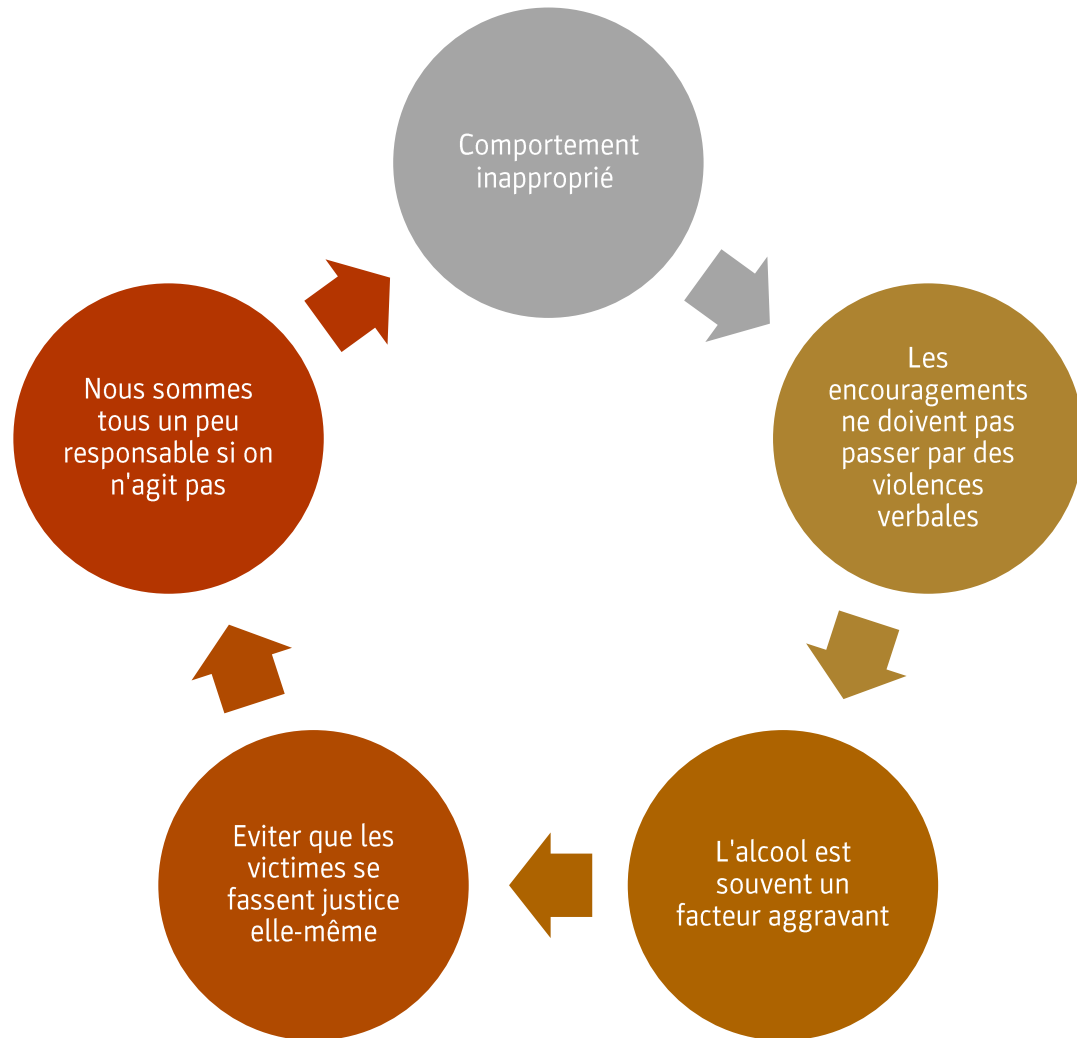 Comportement
inapproprié
Les
encouragements
ne doivent pas
passer par des
violences
verbales
L'alcool est
souvent un
facteur aggravant
Eviter que les
victimes se
fassent justice
elle-même
Nous sommes
tous un peu
responsable si on
n'agit pas